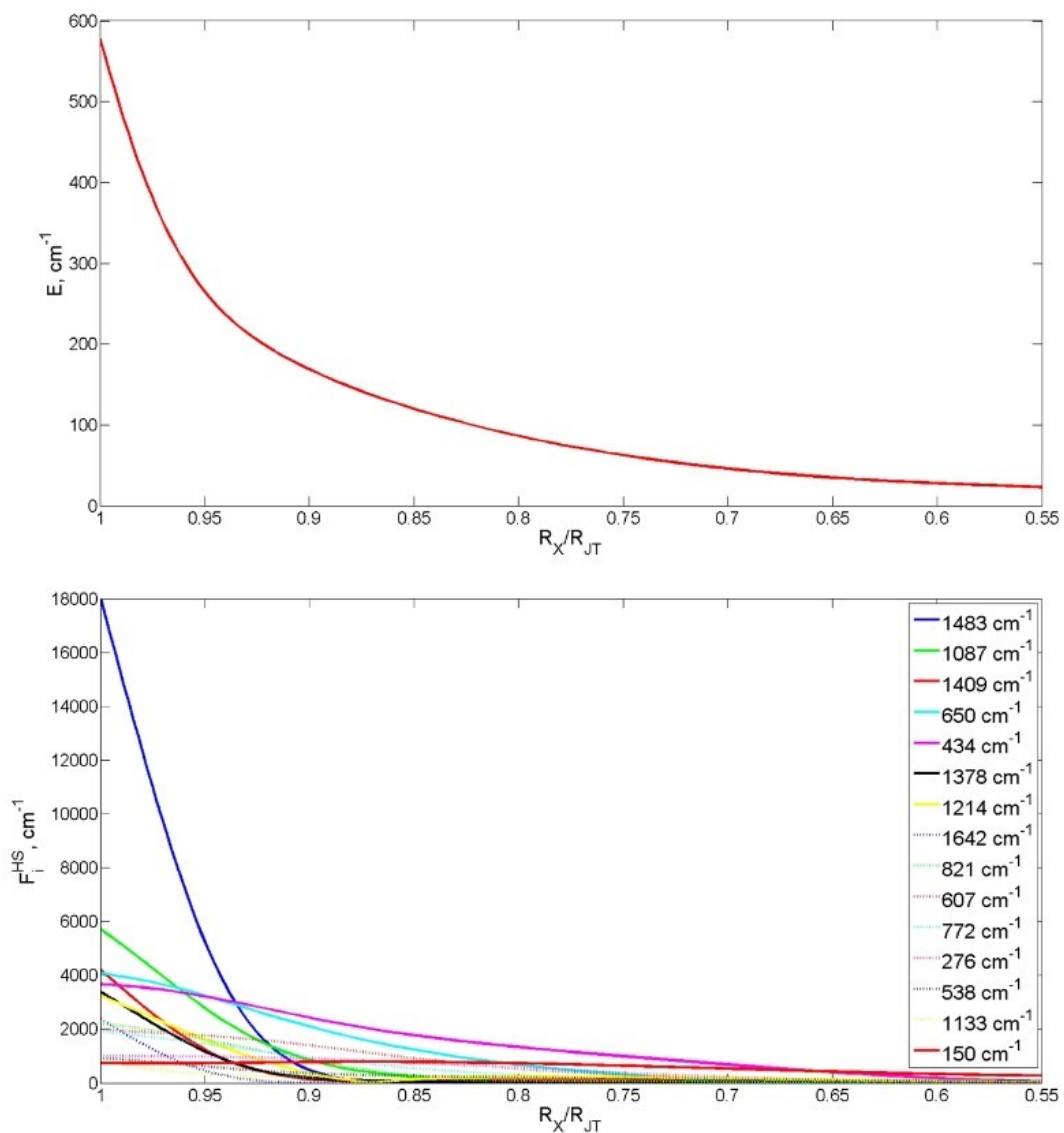 600
500
400
300
200
100
0
E, cm⁻¹
1 0.95 0.9 0.85 0.8 0.75 0.7 0.65 0.6 0.55
R_X/R_JT
18000
16000
14000
12000
10000
8000
6000
4000
2000
0
F_i^HS, cm⁻¹
1483 cm⁻¹
1087 cm⁻¹
1409 cm⁻¹
650 cm⁻¹
434 cm⁻¹
1378 cm⁻¹
1214 cm⁻¹
1642 cm⁻¹
821 cm⁻¹
607 cm⁻¹
772 cm⁻¹
276 cm⁻¹
538 cm⁻¹
1133 cm⁻¹
150 cm⁻¹
1 0.95 0.9 0.85 0.8 0.75 0.7 0.65 0.6 0.55
R_X/R_JT